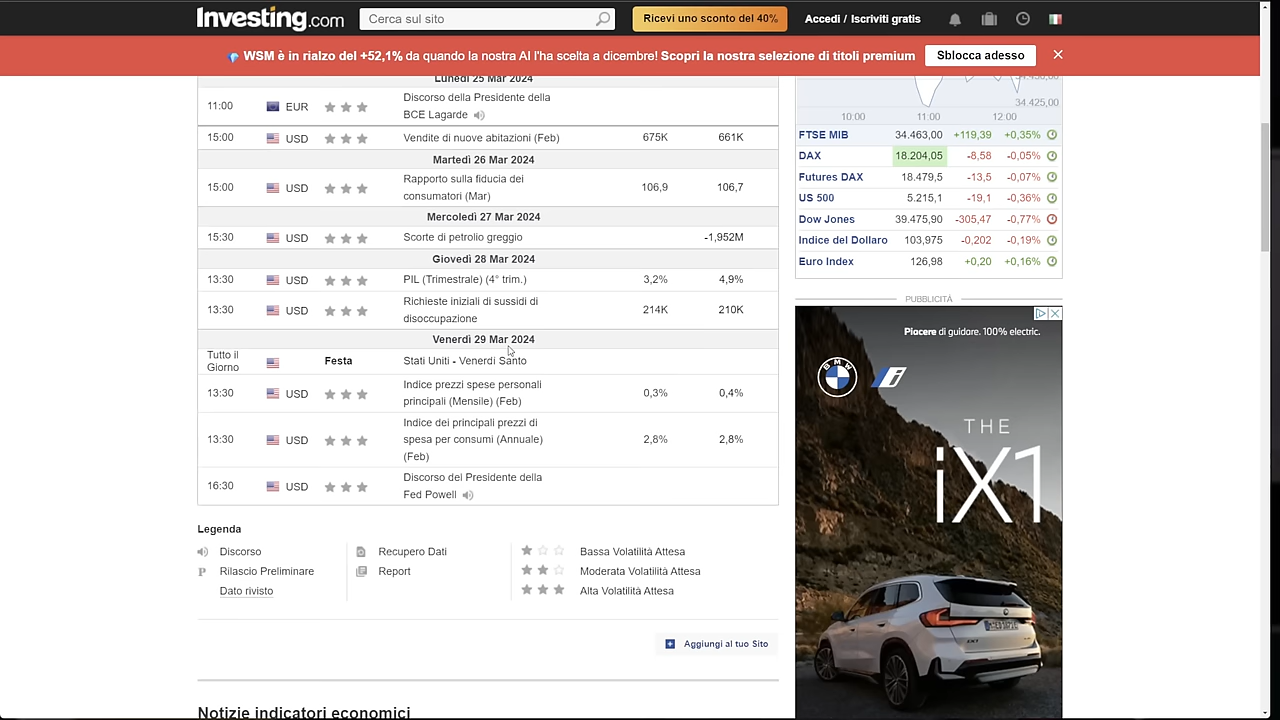 Investing.com
Cerca sul sito
Ricevi uno sconto del 40%
Accedi / Iscriviti gratis
WSM è in rialzo del +52,1% da quando la nostra AI l'ha scelta a dicembre! Scopri la nostra selezione di titoli premium
Sblocca adesso
Lunedì 25 Mar 2024
11:00 EUR Discorso della Presidente della
BCE Lagarde
15:00 USD Vendite di nuove abitazioni (Feb) 675K 661K
Martedì 26 Mar 2024
15:00 USD Rapporto sulla fiducia dei
consumatori (Mar) 106,9 106,7
Mercoledì 27 Mar 2024
15:30 USD Scorte di petrolio greggio -1,952M
Giovedì 28 Mar 2024
13:30 USD PIL (Trimestrale) (4° trim.) 3,2% 4,9%
13:30 USD Richieste iniziali di sussidi di
disoccupazione 214K 210K
Venerdì 29 Mar 2024
Tutto il
Giorno Festa Stati Uniti - Venerdì Santo
13:30 USD Indice prezzi spese personali
principali (Mensile) (Feb) 0,3% 0,4%
13:30 USD Indice dei principali prezzi di
spesa per consumi (Annuale)
(Feb) 2,8% 2,8%
16:30 USD Discorso del Presidente della
Fed Powell
Legenda
Discorso Recupero Dati Bassa Volatilità Attesa
P Rilascio Preliminare Report Moderata Volatilità Attesa
Dato rivisto Alta Volatilità Attesa
Aggiungi al tuo Sito
Notizie indicatori economici
34.425,00
10:00 11:00 12:00
FTSE MIB 34.463,00 +119,39 +0,35%
DAX 18.204,05 -8,58 -0,05%
Futures DAX 18.479,5 -13,5 -0,07%
US 500 5.215,1 -19,1 -0,36%
Dow Jones 39.475,90 -305,47 -0,77%
Indice del Dollaro 103,975 -0,202 -0,19%
Euro Index 126,98 +0,20 +0,16%
PUBBLICITÀ
Piacere di guidare. 100% electric.
BMW i
THE
iX1